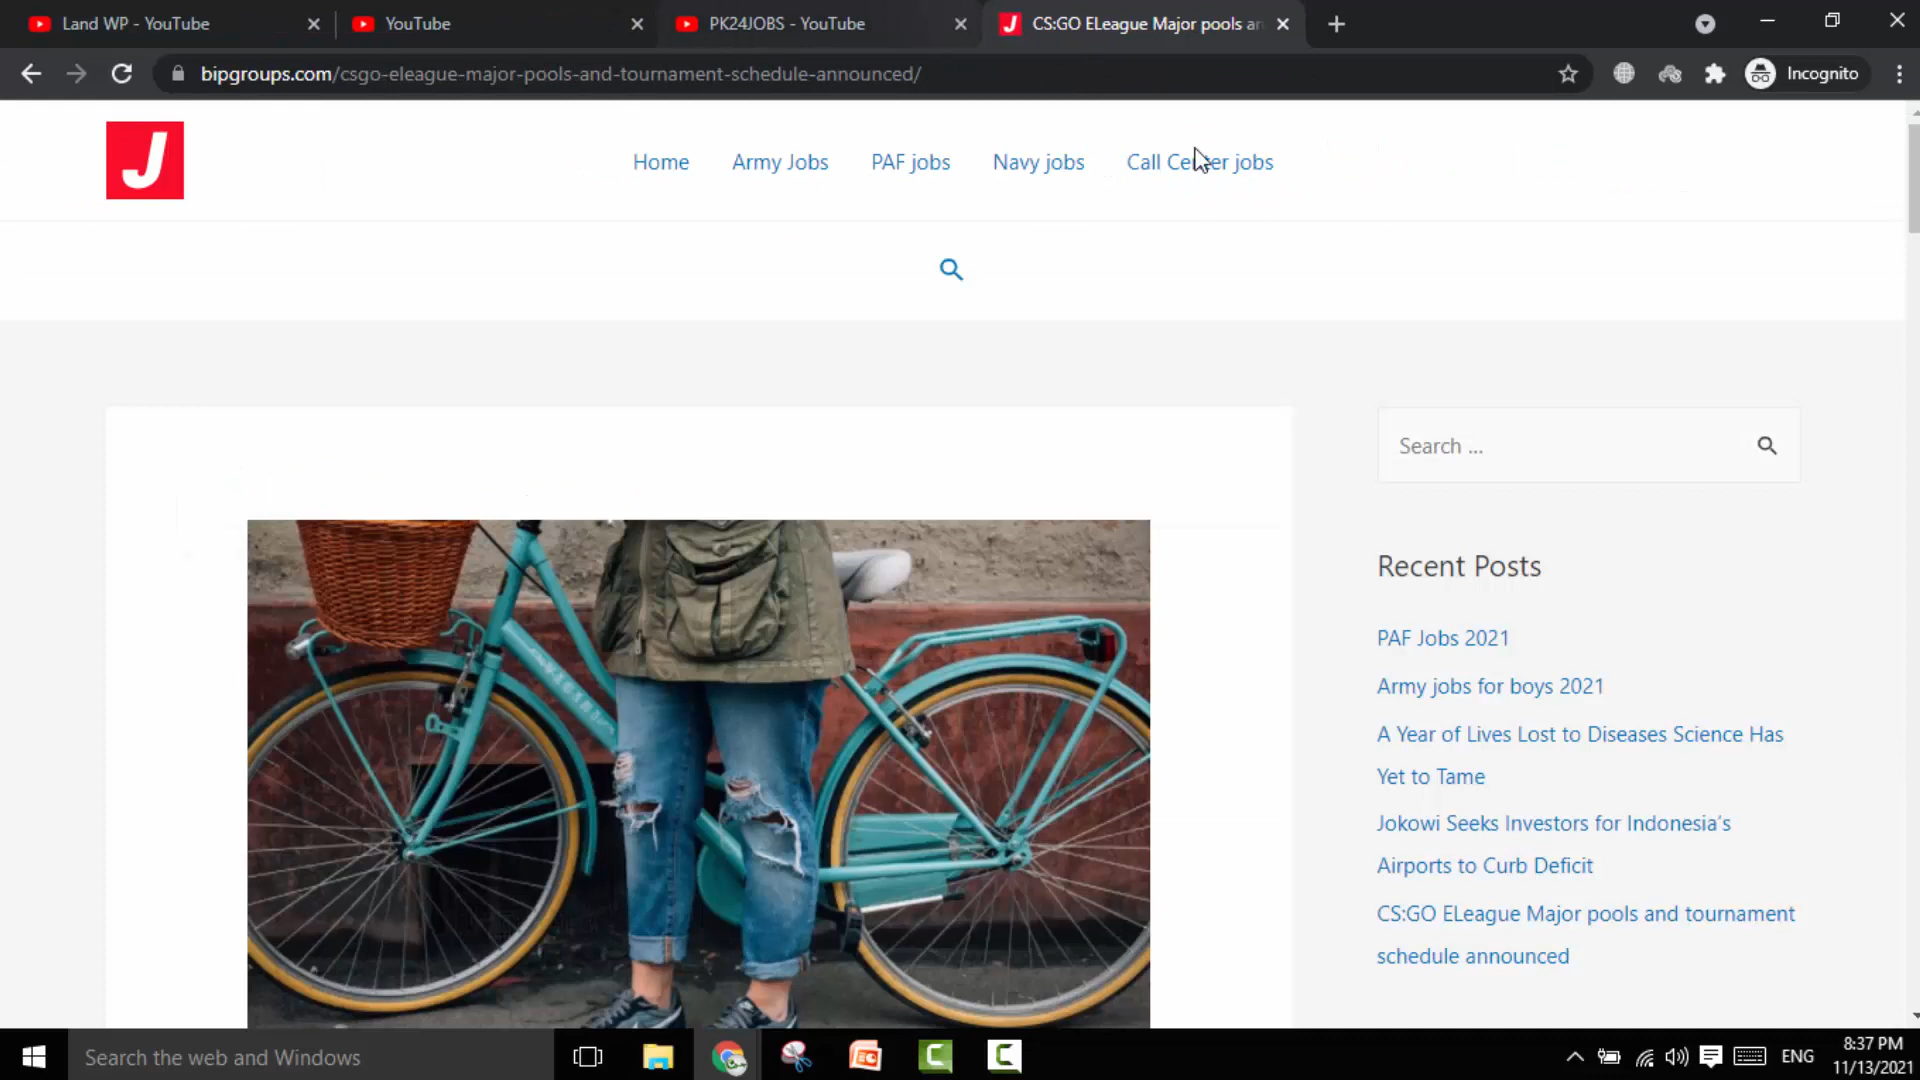 Land WP - YouTube
YouTube
PK24JOBS - YouTube
CS:GO ELeague Major pools an
bipgroups.com/csgo-eleague-major-pools-and-tournament-schedule-announced/
Incognito
J
Home Army Jobs PAF jobs Navy jobs Call Center jobs
Search ...
Recent Posts
PAF Jobs 2021
Army jobs for boys 2021
A Year of Lives Lost to Diseases Science Has
Yet to Tame
Jokowi Seeks Investors for Indonesia's
Airports to Curb Deficit
CS:GO ELeague Major pools and tournament
schedule announced
Search the web and Windows
ENG
8:37 PM
11/13/2021